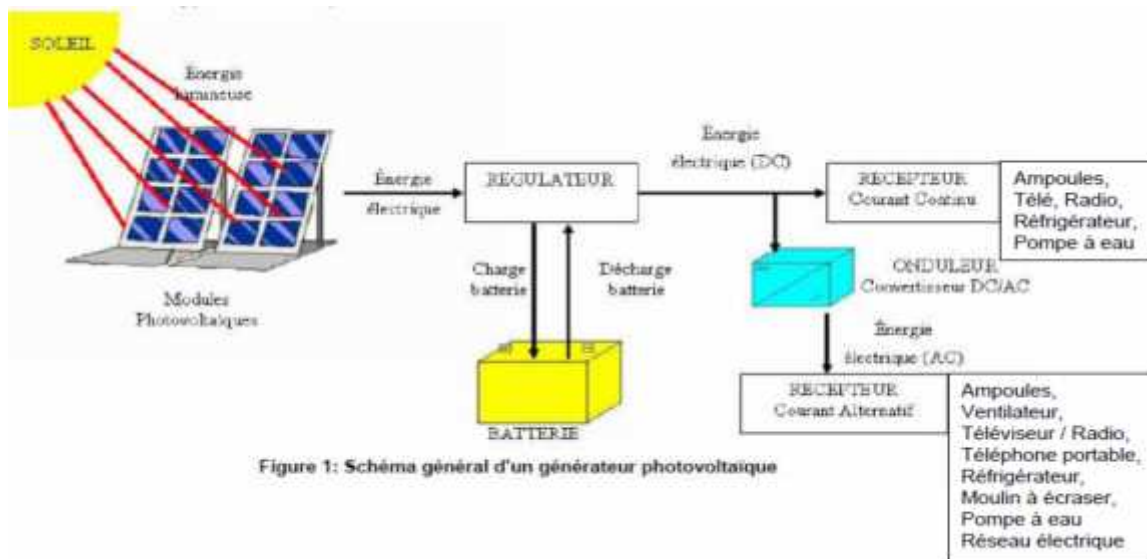 SOLEIL
Énergie
lumineuse
Modules
Photovoltaïques
Énergie
électrique
REGULATEUR
Charge
batterie
Décharge
batterie
BATTERIE
Énergie
électrique (DC)
RECEPTEUR
Courant Continu
Ampoules,
Télé, Radio,
Réfrigérateur,
Pompe à eau
ONDULEUR
Convertisseur DC/AC
Énergie
électrique (AC)
RECEPTEUR
Courant Alternatif
Ampoules,
Ventilateur,
Téléviseur / Radio,
Téléphone portable,
Réfrigérateur,
Moulin à écraser,
Pompe à eau
Réseau électrique
Figure 1: Schéma général d'un générateur photovoltaïque